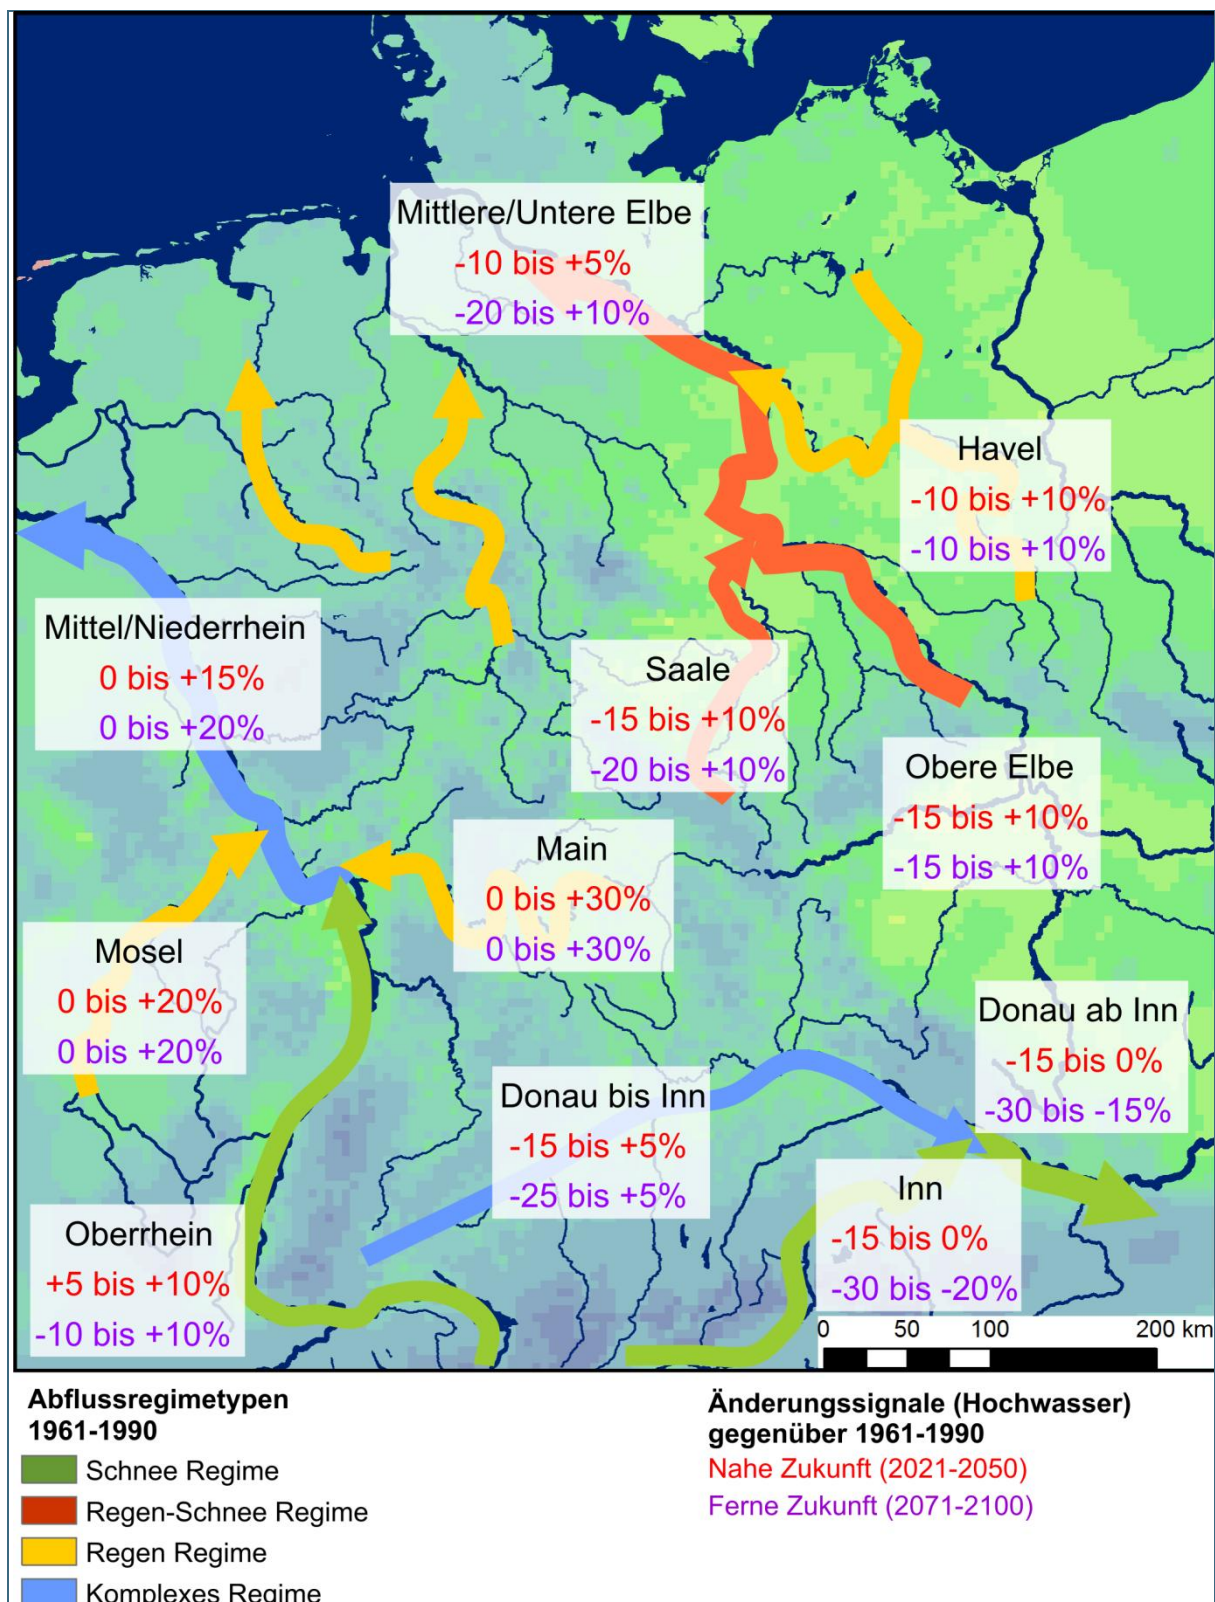 Mittlere/Untere Elbe
-10 bis +5%
-20 bis +10%
Havel
-10 bis +10%
-10 bis +10%
Mittel/Niederrhein
0 bis +15%
0 bis +20%
Saale
-15 bis +10%
-20 bis +10%
Obere Elbe
-15 bis +10%
-15 bis +10%
Main
0 bis +30%
0 bis +30%
Mosel
0 bis +20%
0 bis +20%
Donau ab Inn
-15 bis 0%
-30 bis -15%
Donau bis Inn
-15 bis +5%
-25 bis +5%
Inn
-15 bis 0%
-30 bis -20%
Oberrhein
+5 bis +10%
-10 bis +10%
0 50 100 200 km
Abflussregimetypen
1961-1990
Schnee Regime
Regen-Schnee Regime
Regen Regime
Komplexes Regime
Änderungssignale (Hochwasser)
gegenüber 1961-1990
Nahe Zukunft (2021-2050)
Ferne Zukunft (2071-2100)